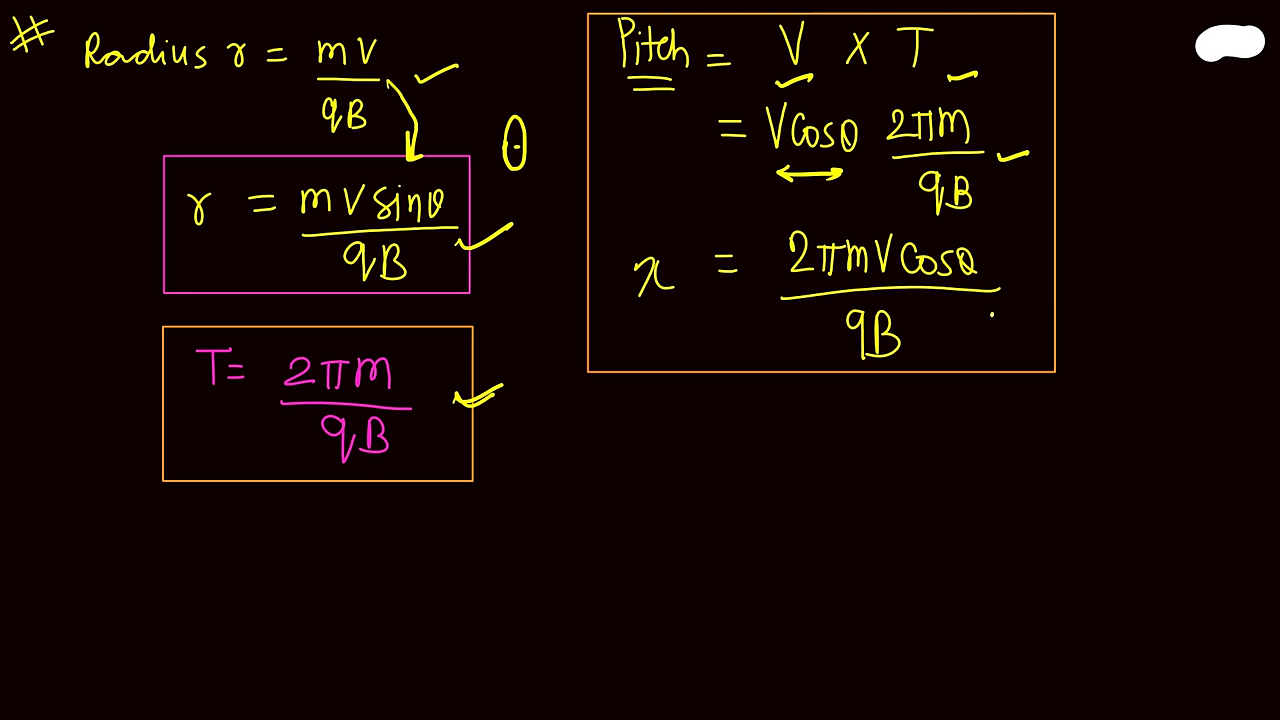 # Radius r = mV/qB
θ
r = mVsinθ/qB
T = 2πm/qB
Pitch = V × T
= Vcosθ 2πm/qB
x = 2πmVCosθ/qB